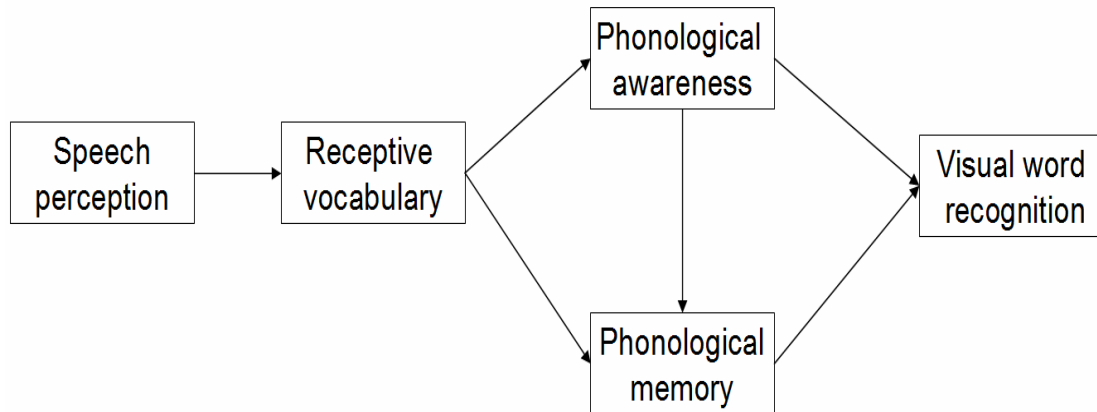 Speech
perception
Receptive
vocabulary
Phonological
awareness
Phonological
memory
Visual word
recognition